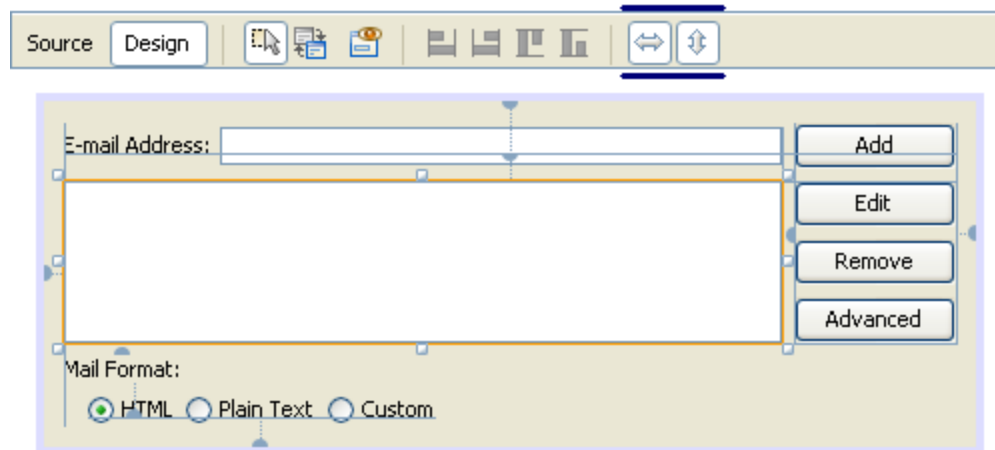 Source Design
E-mail Address: Add
Edit
Remove
Advanced
Mail Format:
HTML Plain Text Custom